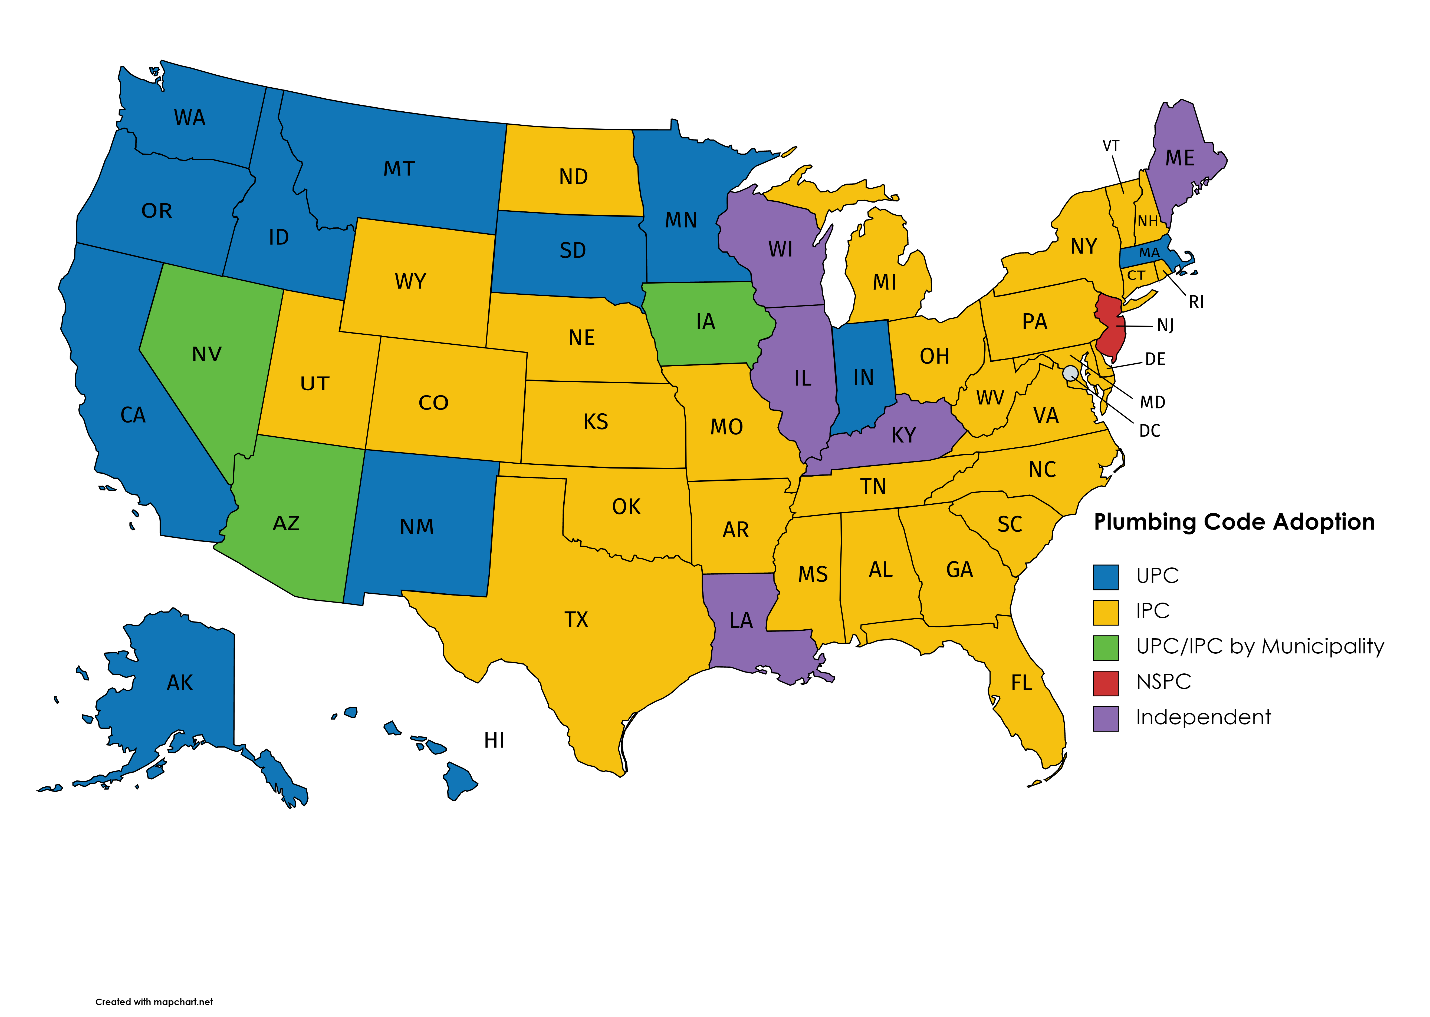 WA
MT
ND
OR
ID
MN
SD
WI
WY
MI
NY
VT
NH
ME
MA
CT
RI
NV
IA
NE
PA
NJ
UT
CO
CA
KS
MO
IL
IN
OH
WV
VA
DE
MD
DC
KY
NC
TN
AZ
NM
OK
AR
SC
MS
AL
GA
TX
LA
FL
AK
HI
Plumbing Code Adoption
UPC
IPC
UPC/IPC by Municipality
NSPC
Independent
Created with mapchart.net